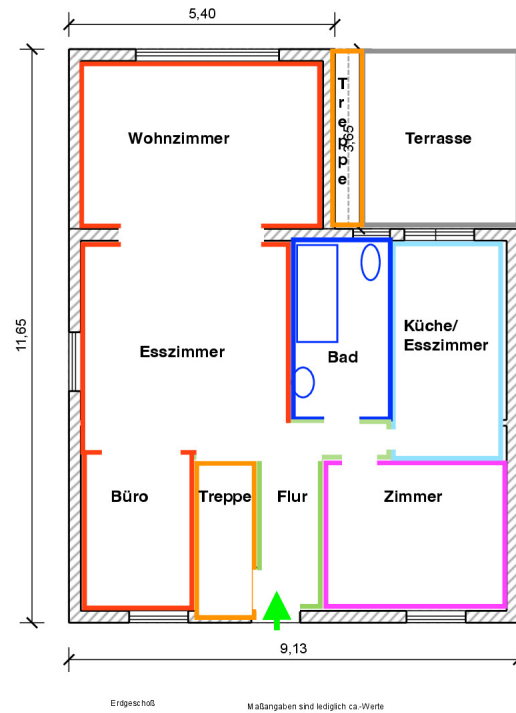 5,40
Treppe
3,65
Wohnzimmer
Terrasse
11,65
Küche/
Esszimmer
Esszimmer
Bad
Büro
Treppe
Flur
Zimmer
9,13
Erdgeschoß
Maßangaben sind lediglich ca.-Werte